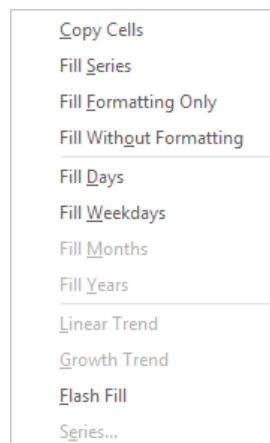 Copy Cells
Fill Series
Fill Formatting Only
Fill Without Formatting
Fill Days
Fill Weekdays
Fill Months
Fill Years
Linear Trend
Growth Trend
Flash Fill
Series...